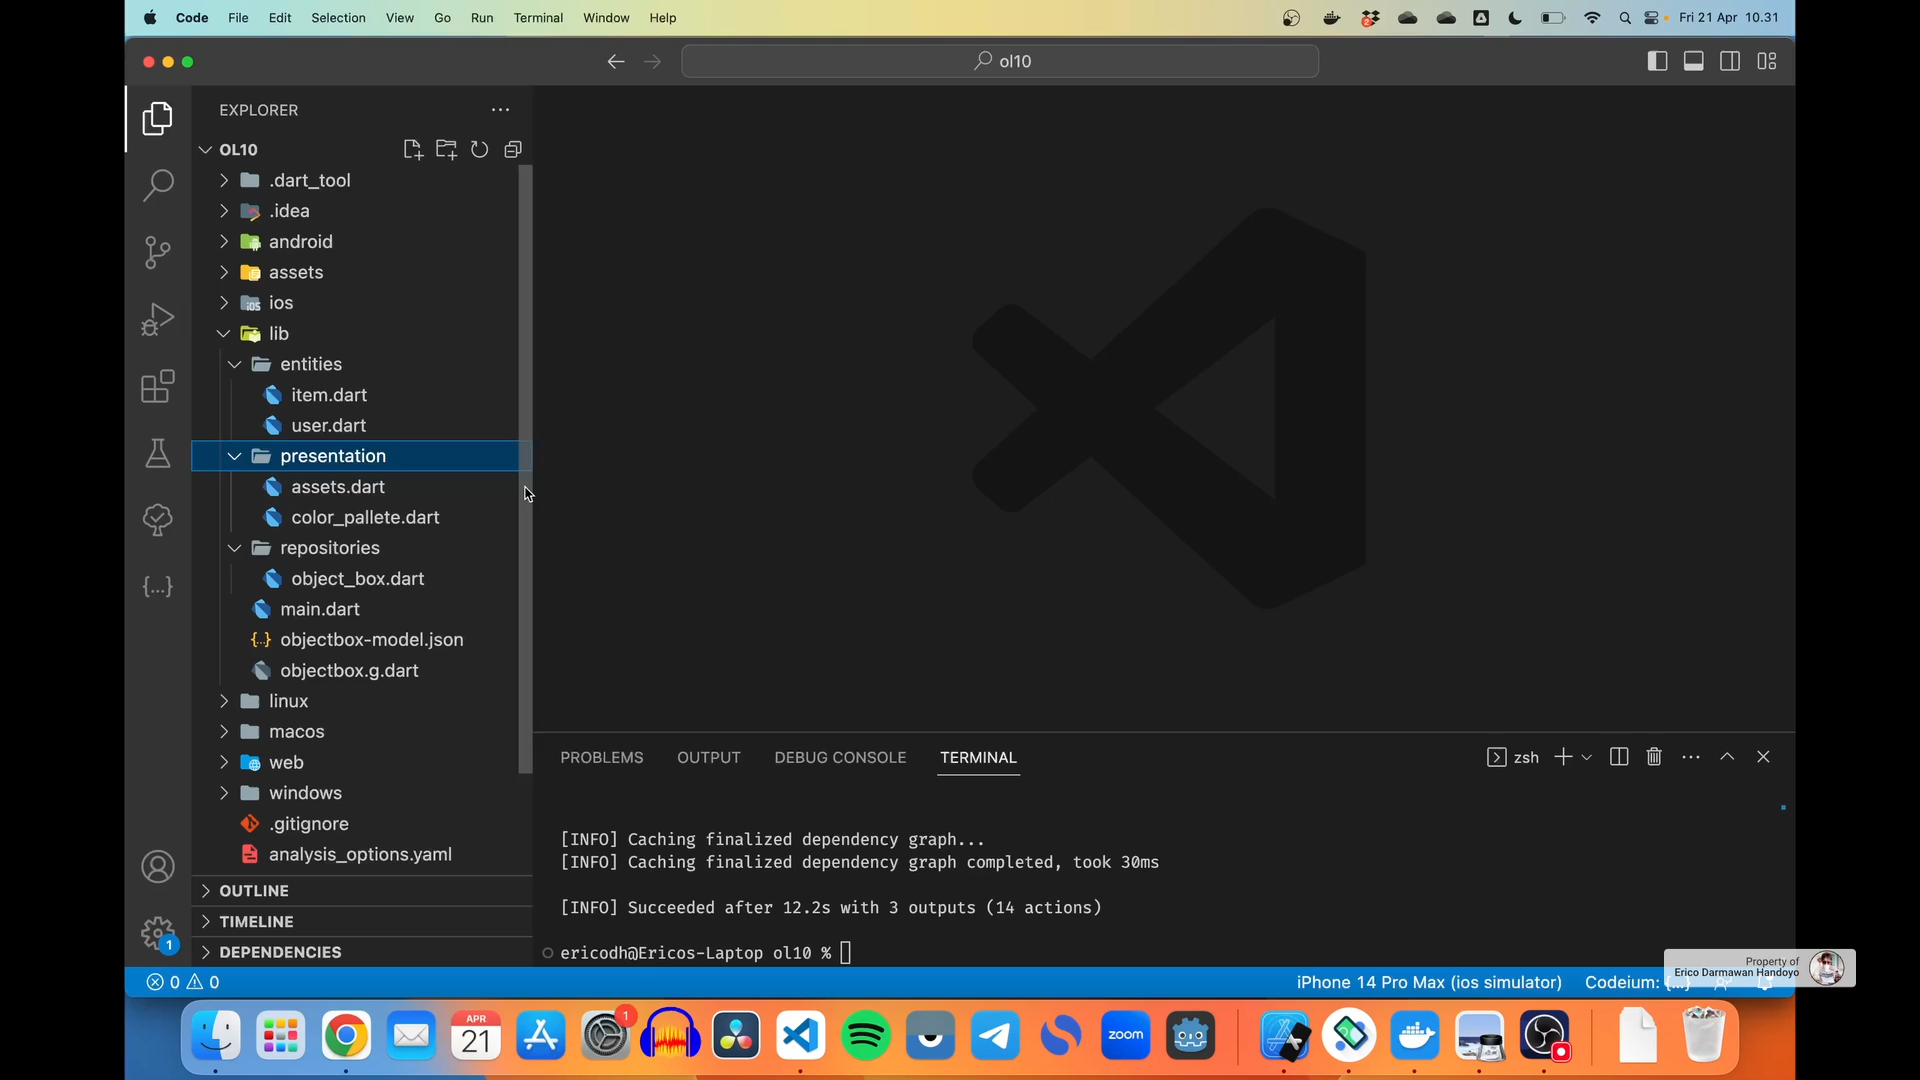 Code File Edit Selection View Go Run Terminal Window Help
2
Fri 21 Apr 10.31
ol10
EXPLORER
OL10
.dart_tool
.idea
android
assets
ios
lib
entities
item.dart
user.dart
presentation
assets.dart
color_pallete.dart
repositories
object_box.dart
main.dart
objectbox-model.json
objectbox.g.dart
linux
macos
web
windows
.gitignore
analysis_options.yaml
OUTLINE
TIMELINE
DEPENDENCIES
1
PROBLEMS OUTPUT DEBUG CONSOLE TERMINAL
zsh
[INFO] Caching finalized dependency graph...
[INFO] Caching finalized dependency graph completed, took 30ms
[INFO] Succeeded after 12.2s with 3 outputs (14 actions)
ericodh@Ericos-Laptop ol10 %
0 0
iPhone 14 Pro Max (ios simulator)
Codeium: {...}
Property of
Erico Darmawan Handoyo
APR
21
1
zoom